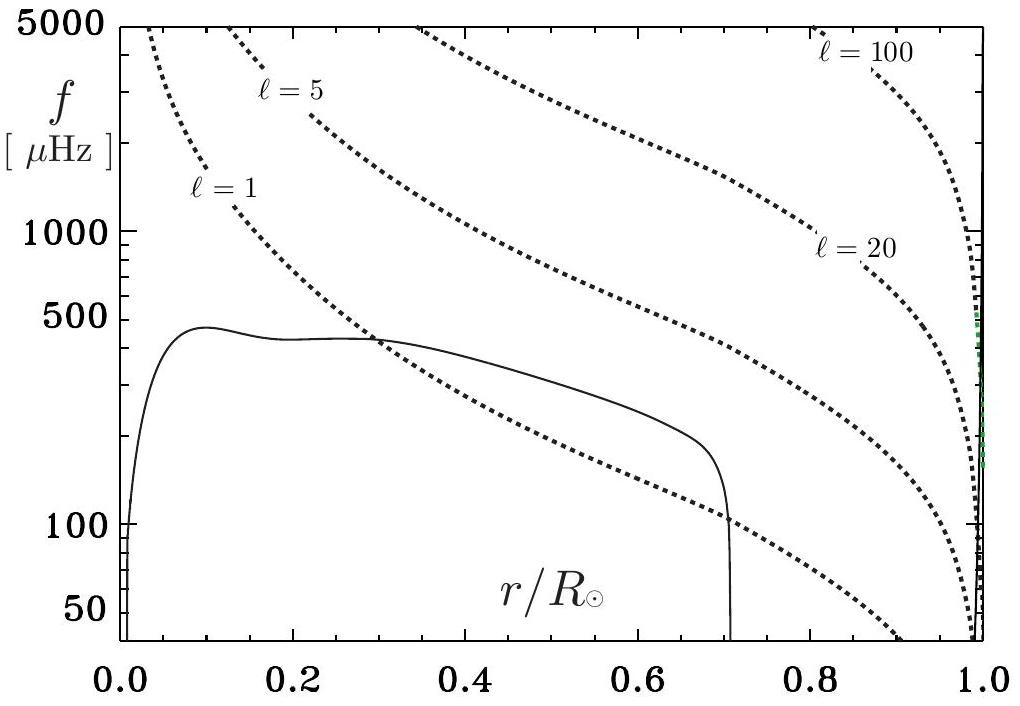 5000
f
[ μHz ]
ℓ = 100
ℓ = 5
ℓ = 1
1000
ℓ = 20
500
100
50
r/R☉
0.0 0.2 0.4 0.6 0.8 1.0